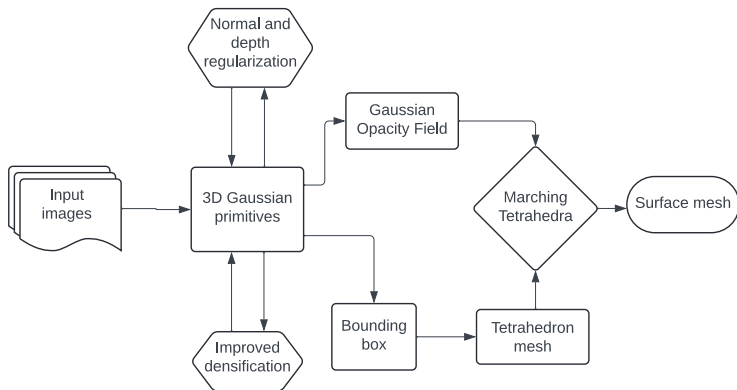 Normal and
depth
regularization
Gaussian
Opacity Field
Input
images
3D Gaussian
primitives
Marching
Tetrahedra
Surface mesh
Bounding
box
Tetrahedron
mesh
Improved
densification